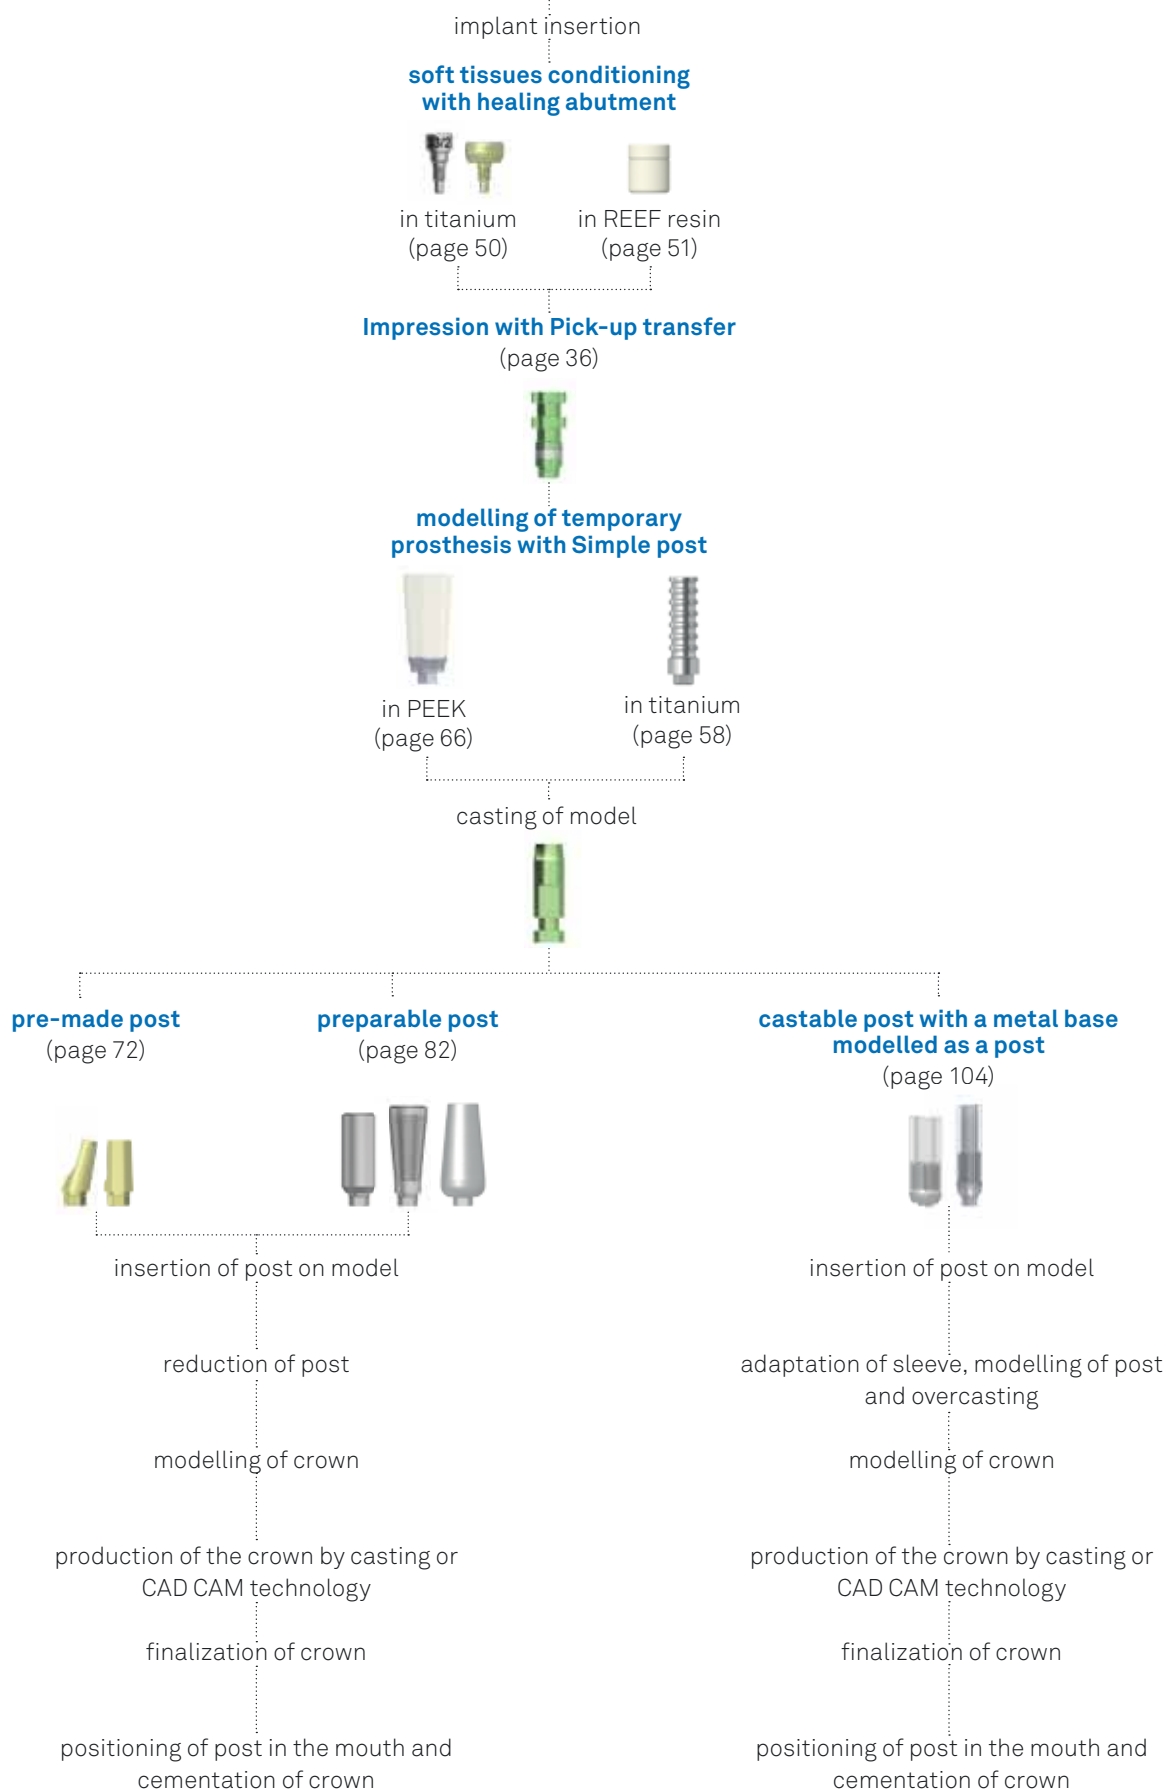 implant insertion
soft tissues conditioning
with healing abutment
3/2
in titanium
(page 50)
in REEF resin
(page 51)
Impression with Pick-up transfer
(page 36)
modelling of temporary
prosthesis with Simple post
in PEEK
(page 66)
in titanium
(page 58)
casting of model
pre-made post
(page 72)
preparable post
(page 82)
castable post with a metal base
modelled as a post
(page 104)
insertion of post on model
reduction of post
modelling of crown
production of the crown by casting or
CAD CAM technology
finalization of crown
positioning of post in the mouth and
cementation of crown
insertion of post on model
adaptation of sleeve, modelling of post
and overcasting
modelling of crown
production of the crown by casting or
CAD CAM technology
finalization of crown
positioning of post in the mouth and
cementation of crown